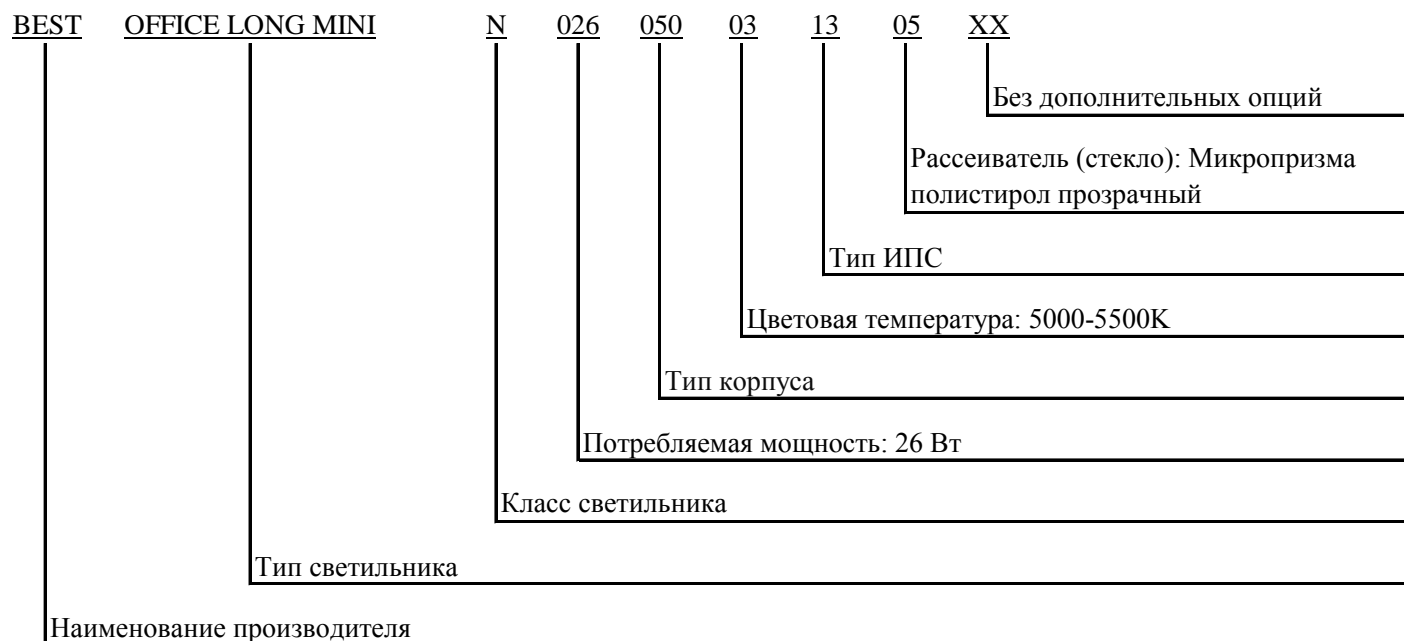 BEST OFFICE LONG MINI N 026 050 03 13 05 XX
Без дополнительных опций
Рассеиватель (стекло): Микропризма
полистирол прозрачный
Тип ИПС
Цветовая температура: 5000-5500К
Тип корпуса
Потребляемая мощность: 26 Вт
Класс светильника
Тип светильника
Наименование производителя